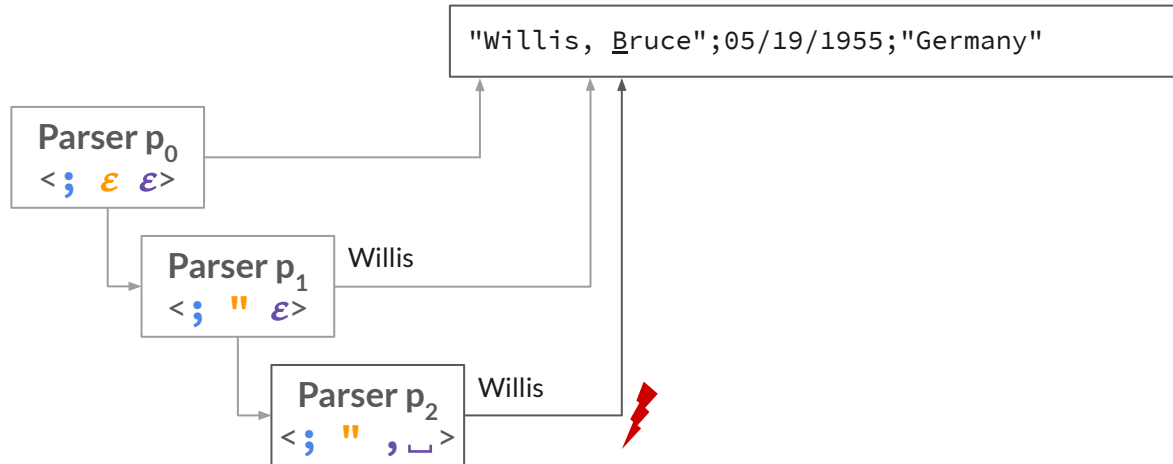 "Willis, Bruce";05/19/1955;"Germany"
Parser p0
<; ε ε>
Parser p1
<; " ε>
Willis
Parser p2
<; " ,␣>
Willis